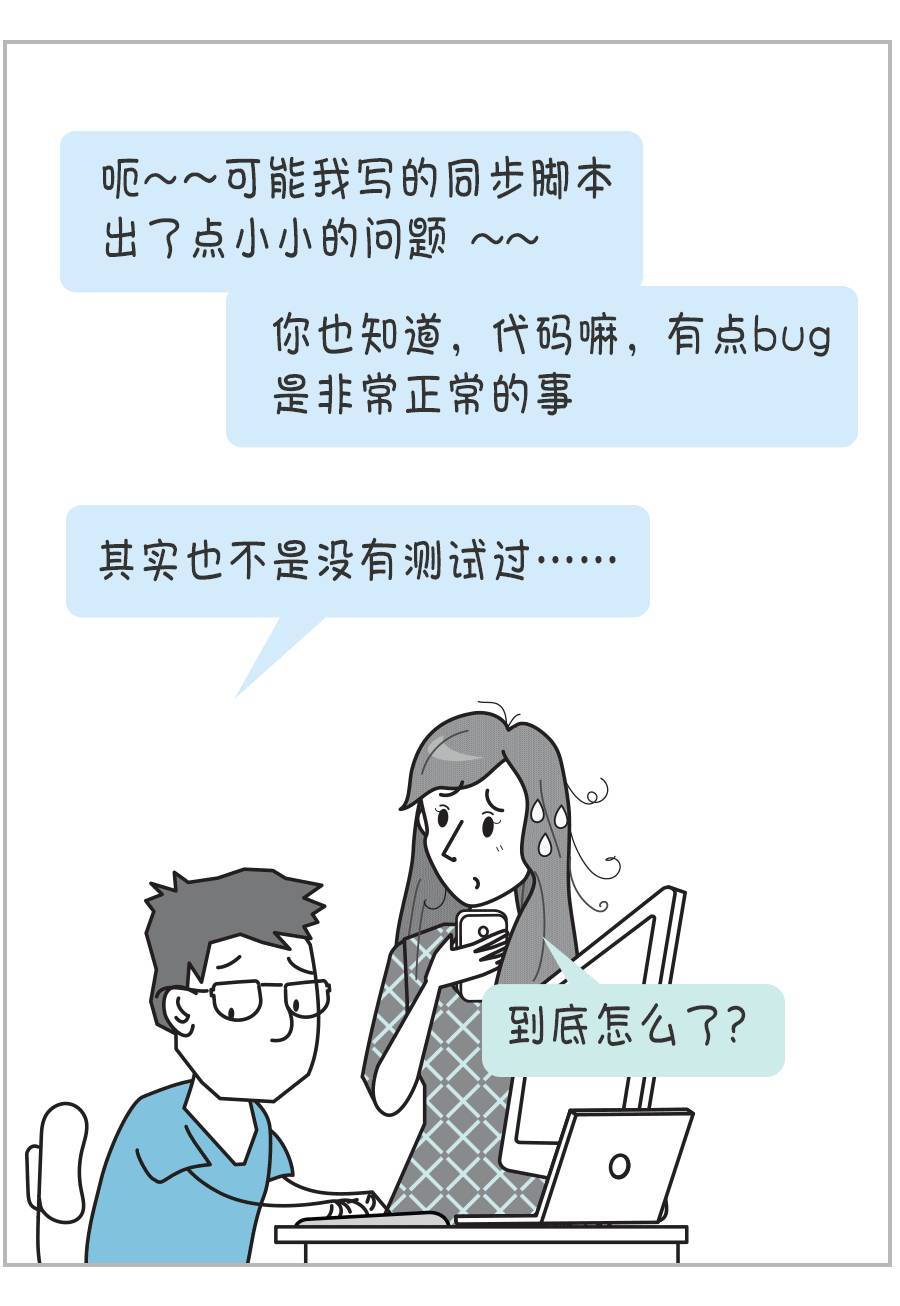 呃~~可能我写的同步脚本
出了点小小的问题 ~~
你也知道，代码嘛，有点bug
是非常正常的事
其实也不是没有测试过……
到底怎么了？